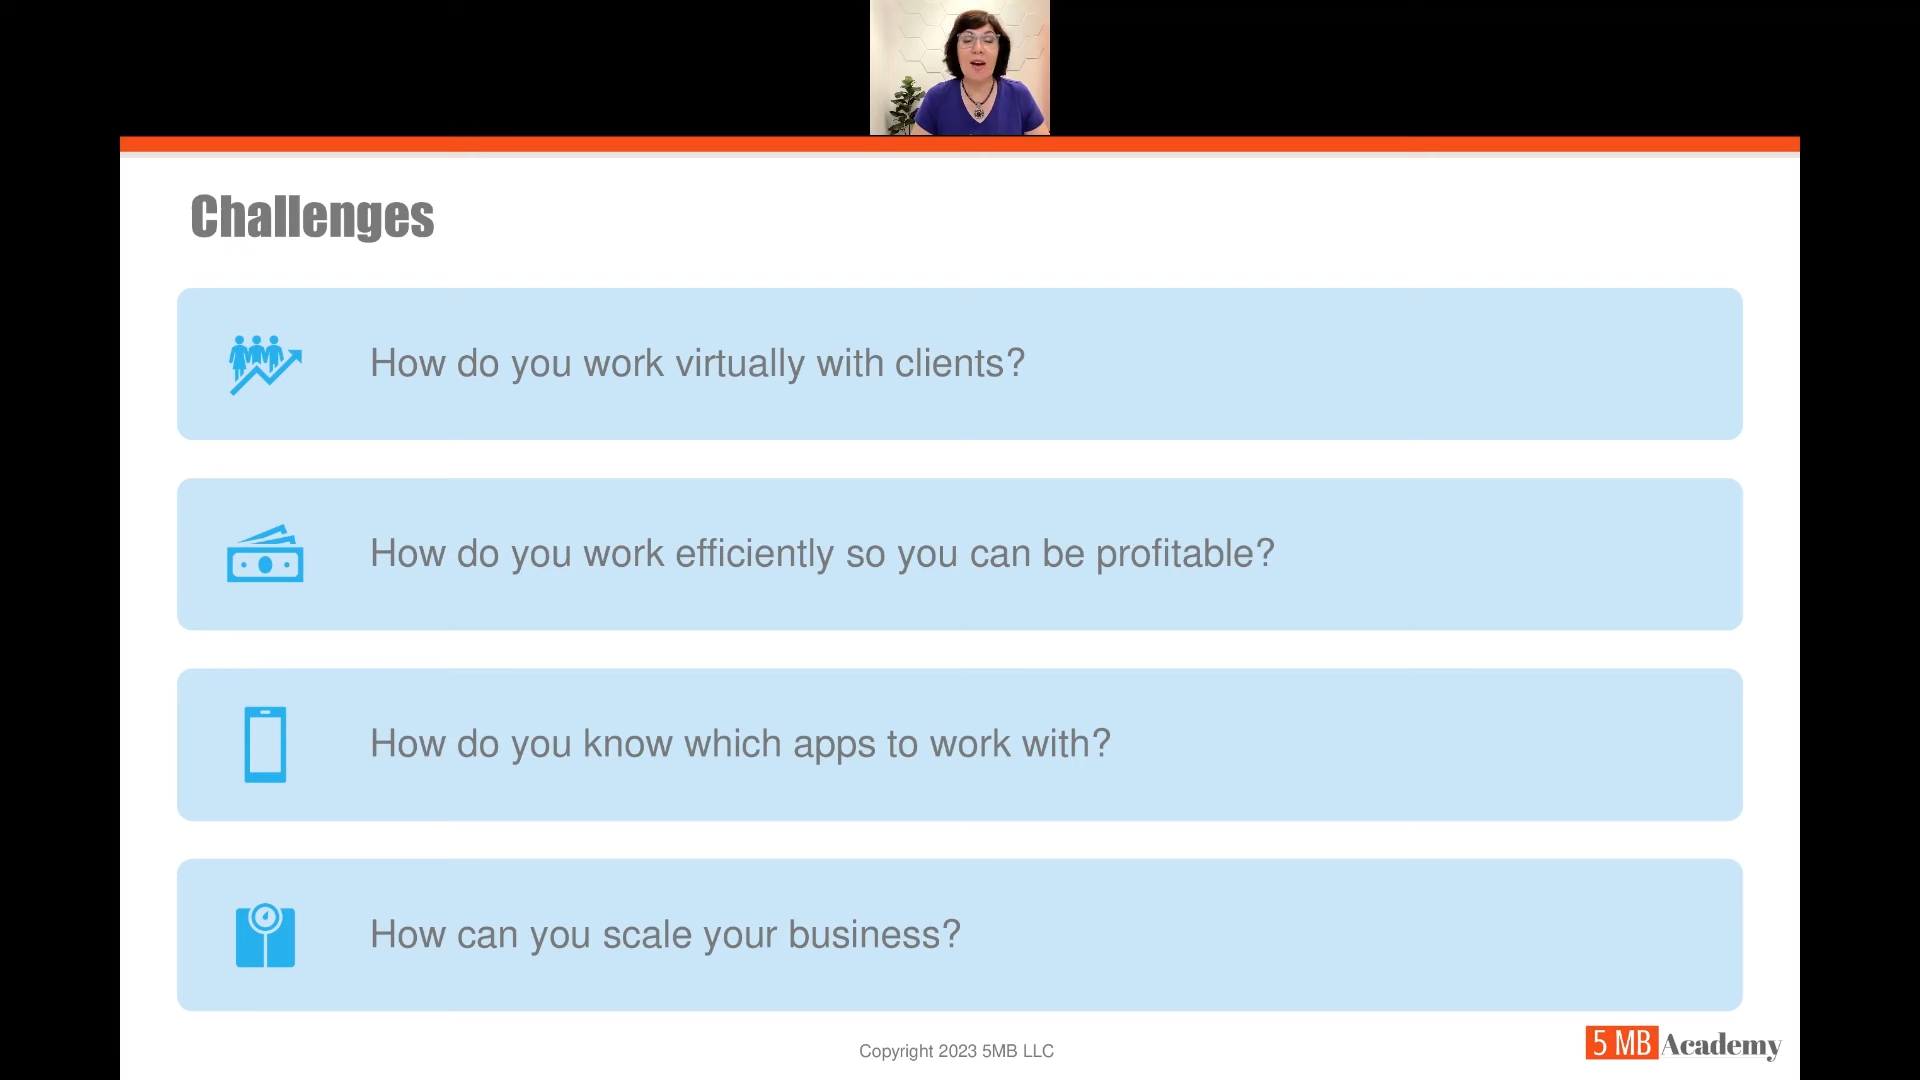 Challenges
How do you work virtually with clients?
How do you work efficiently so you can be profitable?
How do you know which apps to work with?
How can you scale your business?
Copyright 2023 5MB LLC
5 MB Academy